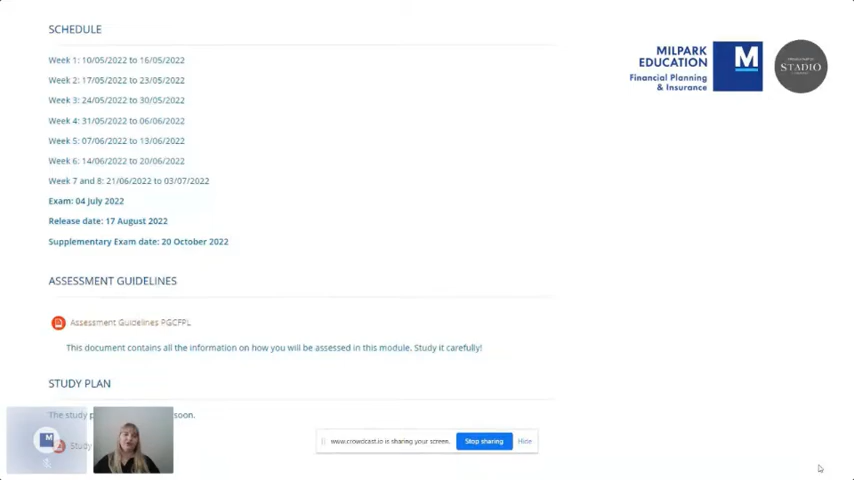 SCHEDULE
Week 1: 10/05/2022 to 16/05/2022
Week 2: 17/05/2022 to 23/05/2022
Week 3: 24/05/2022 to 30/05/2022
Week 4: 31/05/2022 to 06/06/2022
Week 5: 07/06/2022 to 13/06/2022
Week 6: 14/06/2022 to 20/06/2022
Week 7 and 8: 21/06/2022 to 03/07/2022
Exam: 04 July 2022
Release date: 17 August 2022
Supplementary Exam date: 20 October 2022
MILPARK
EDUCATION
Financial Planning
& Insurance
M
STADIO
ASSESSMENT GUIDELINES
Assessment Guidelines PGCFPL
This document contains all the information on how you will be assessed in this module. Study it carefully!
STUDY PLAN
The study p soon.
M
Study
www.crowdcast.io is sharing your screen.
Stop sharing
Hide